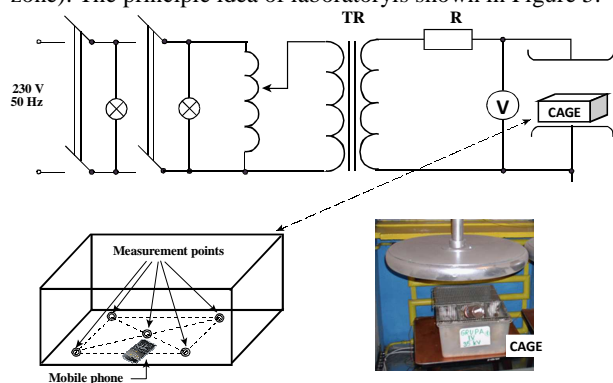 zone). The principle idea of laboratoryis shown in Figure 3.
TR
R
230 V
50 Hz
V
CAGE
Measurement points
Mobile phone
CAGE